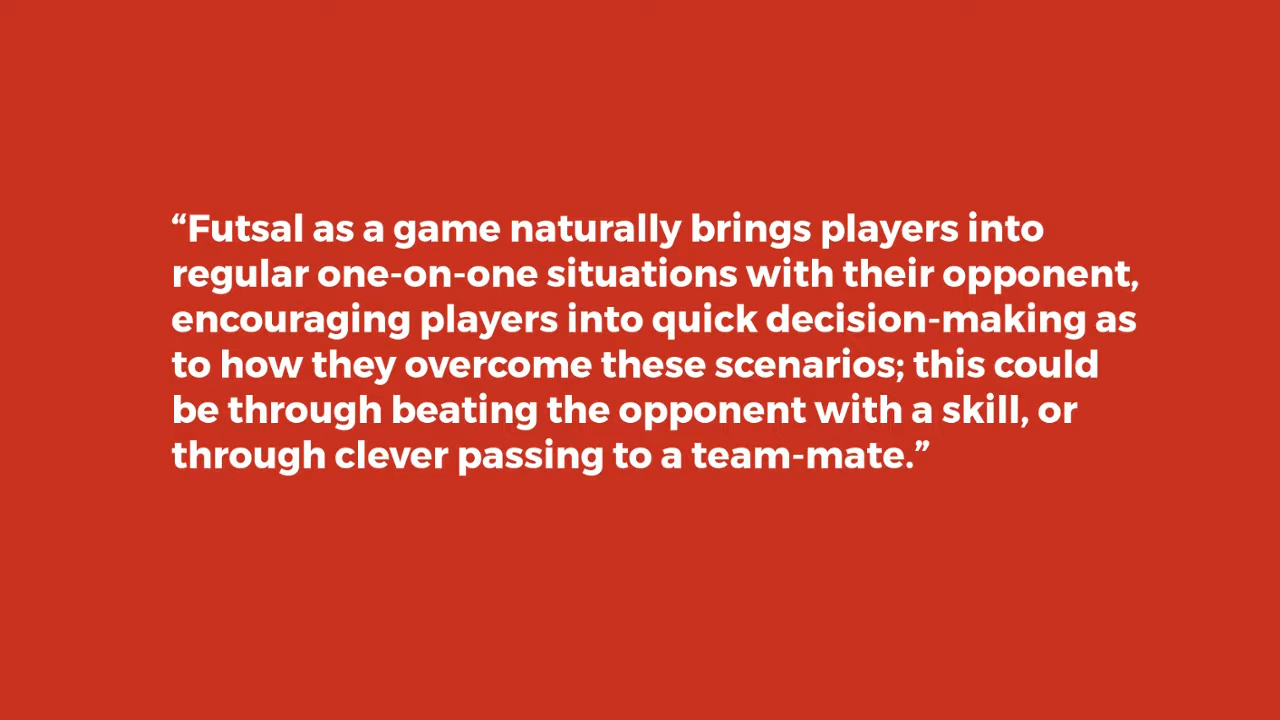 “Futsal as a game naturally brings players into
regular one-on-one situations with their opponent,
encouraging players into quick decision-making as
to how they overcome these scenarios; this could
be through beating the opponent with a skill, or
through clever passing to a team-mate.”